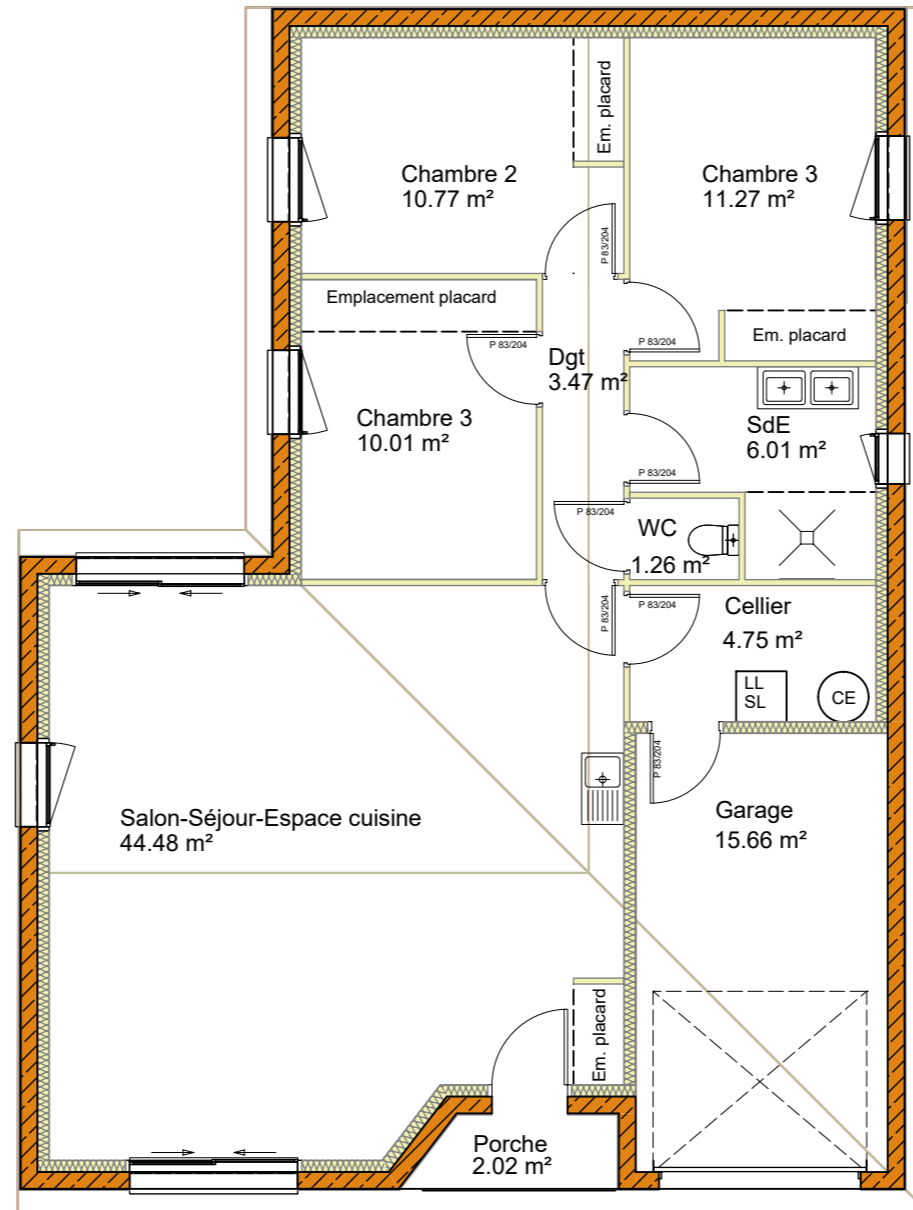 Em. placard
Chambre 2
10.77 m²
Chambre 3
11.27 m²
P 83/204
Emplacement placard
P 83/204
P 83/204
Em. placard
Dgt
3.47 m²
Chambre 3
10.01 m²
SdE
6.01 m²
P 83/204
P 83/204
WC
1.26 m²
P 83/204
P 83/204
Cellier
4.75 m²
LL
SL
CE
P 83/204
Salon-Séjour-Espace cuisine
44.48 m²
Garage
15.66 m²
Em. placard
Porche
2.02 m²